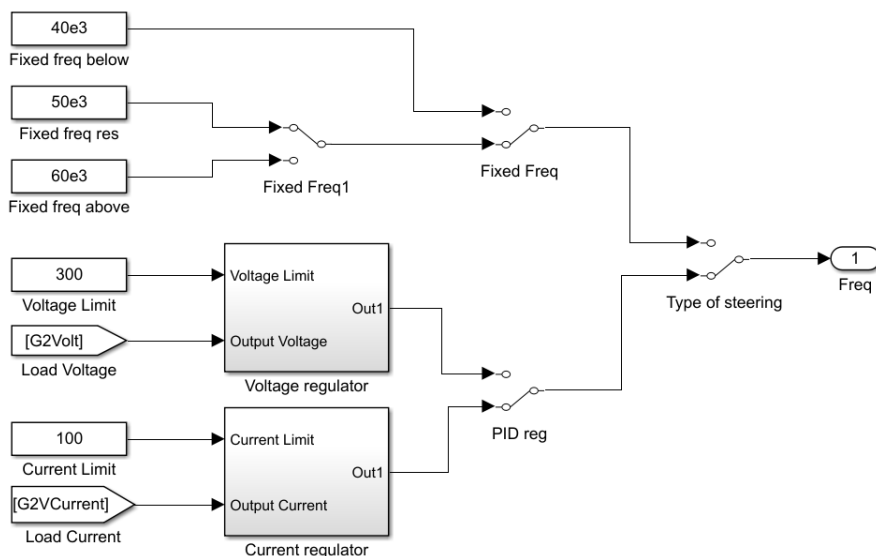 40e3
Fixed freq below
50e3
Fixed freq res
60e3
Fixed freq above
Fixed Freq1
Fixed Freq
300
Voltage Limit
[G2Volt]
Load Voltage
Voltage Limit
Output Voltage
Out1
Voltage regulator
100
Current Limit
[G2VCurrent]
Load Current
Current Limit
Output Current
Out1
Current regulator
PID reg
Type of steering
1
Freq